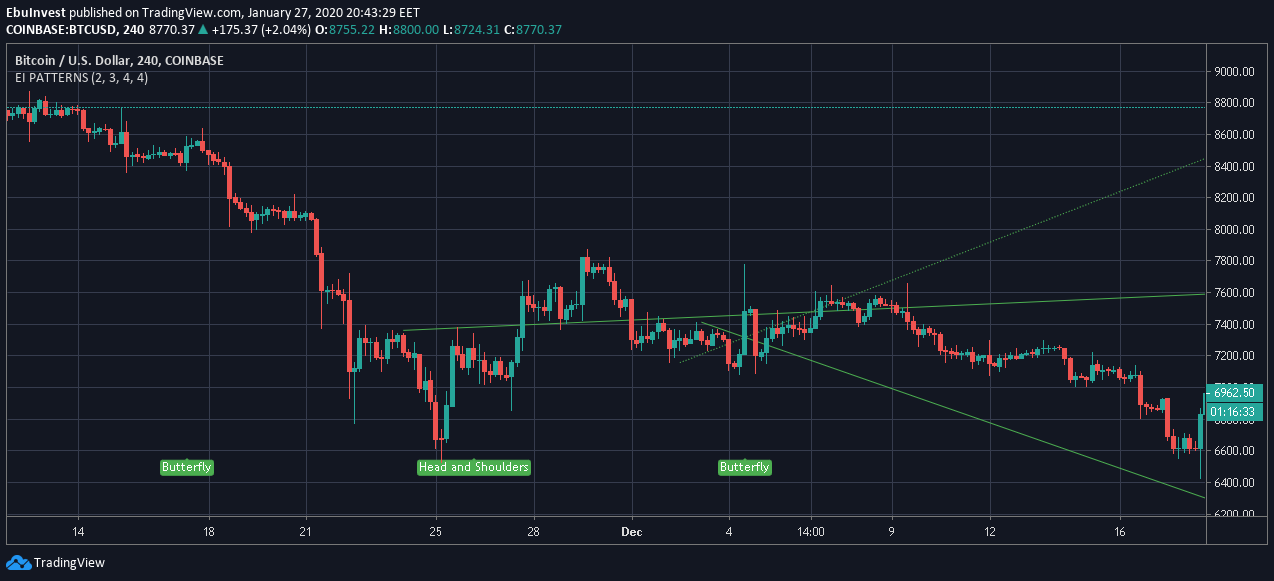 EbuInvest published on TradingView.com, January 27, 2020 20:43:29 EET
COINBASE:BTCUSD, 240 8770.37 ▲ +175.37 (+2.04%) O:8755.22 H:8800.00 L:8724.31 C:8770.37
Bitcoin / U.S. Dollar, 240, COINBASE
EI PATTERNS (2, 3, 4, 4)
9000.00
8800.00
8600.00
8400.00
8200.00
8000.00
7800.00
7600.00
7400.00
7200.00
6962.50
01:16:33
6600.00
6400.00
6200.00
Butterfly Head and Shoulders Butterfly
14 18 21 25 28 Dec 4 14:00 9 12 16
TradingView